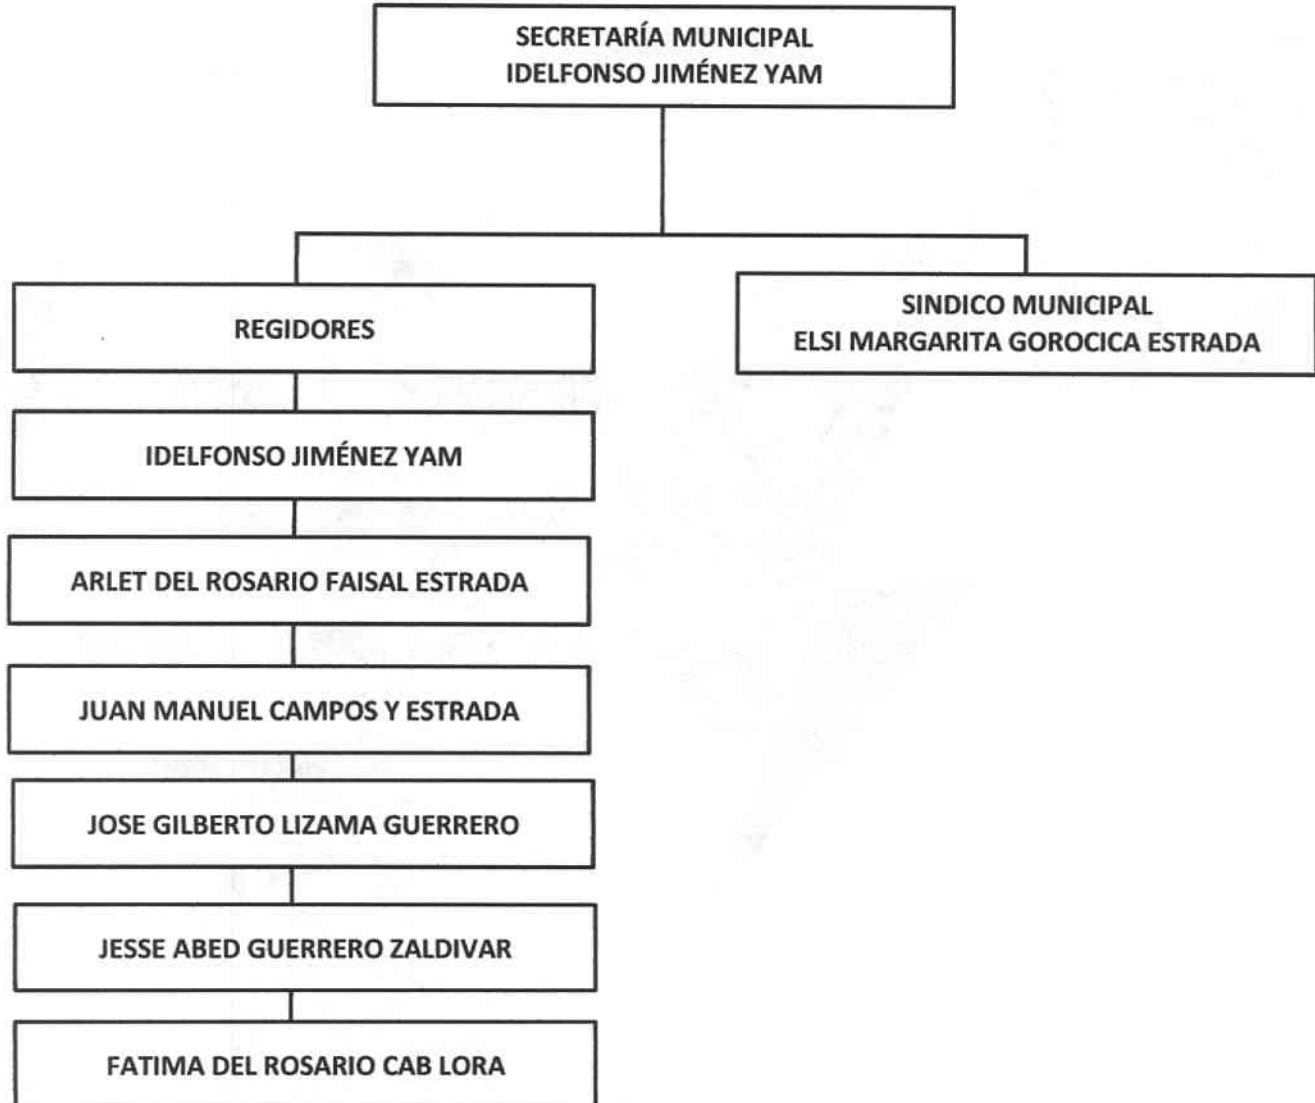 SECRETARÍA MUNICIPAL
IDELFONSO JIMÉNEZ YAM
REGIDORES
SINDICO MUNICIPAL
ELSI MARGARITA GOROCICA ESTRADA
IDELFONSO JIMÉNEZ YAM
ARLET DEL ROSARIO FAISAL ESTRADA
JUAN MANUEL CAMPOS Y ESTRADA
JOSE GILBERTO LIZAMA GUERRERO
JESSE ABED GUERRERO ZALDIVAR
FATIMA DEL ROSARIO CAB LORA